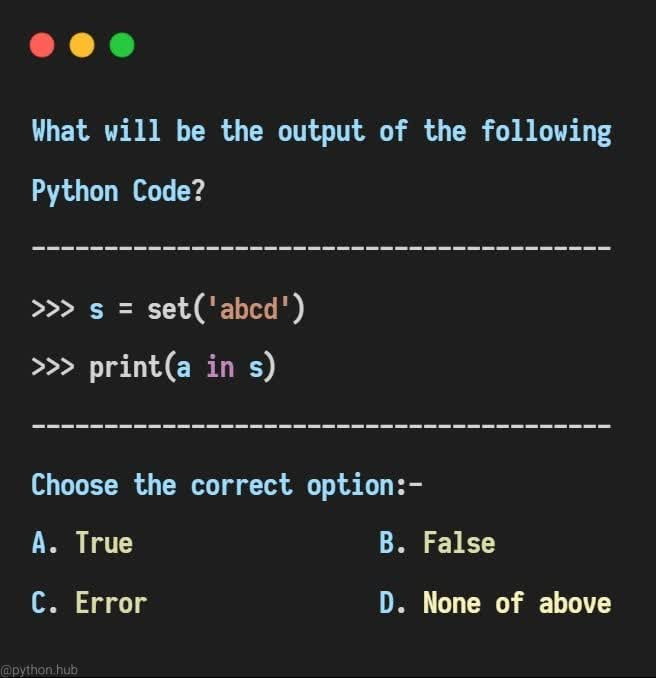 What will be the output of the following
Python Code?
----------------------------------------
>>> s = set('abcd')
>>> print(a in s)
----------------------------------------
Choose the correct option:-
A. True B. False
C. Error D. None of above
@python.hub